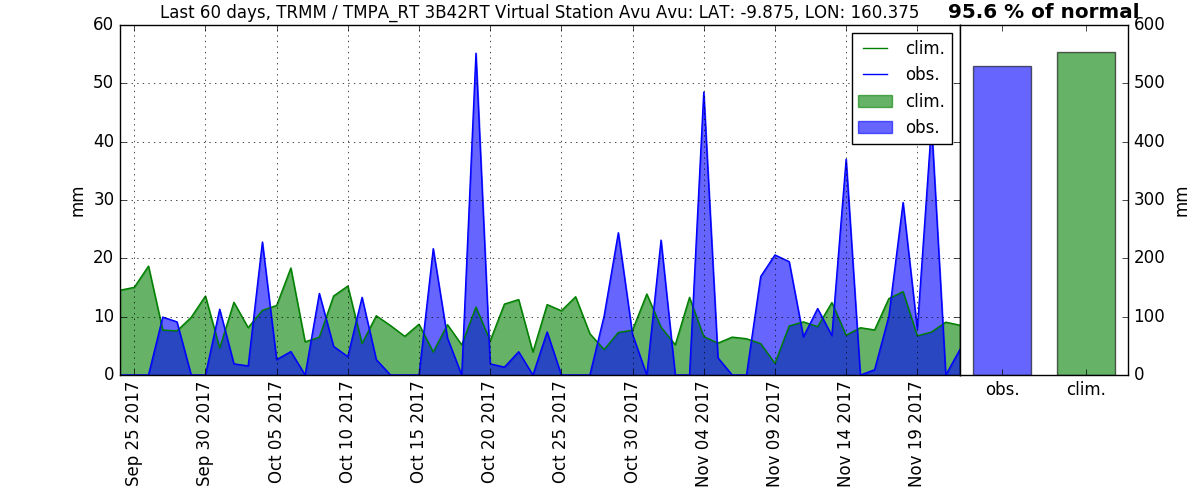 Last 60 days, TRMM / TMPA_RT 3B42RT Virtual Station Avu Avu: LAT: -9.875, LON: 160.375
95.6 % of normal
60
50
40
30
20
10
0
mm
clim.
obs.
clim.
obs.
600
500
400
300
200
100
0
mm
obs.
clim.
Sep 25 2017
Sep 30 2017
Oct 05 2017
Oct 10 2017
Oct 15 2017
Oct 20 2017
Oct 25 2017
Oct 30 2017
Nov 04 2017
Nov 09 2017
Nov 14 2017
Nov 19 2017